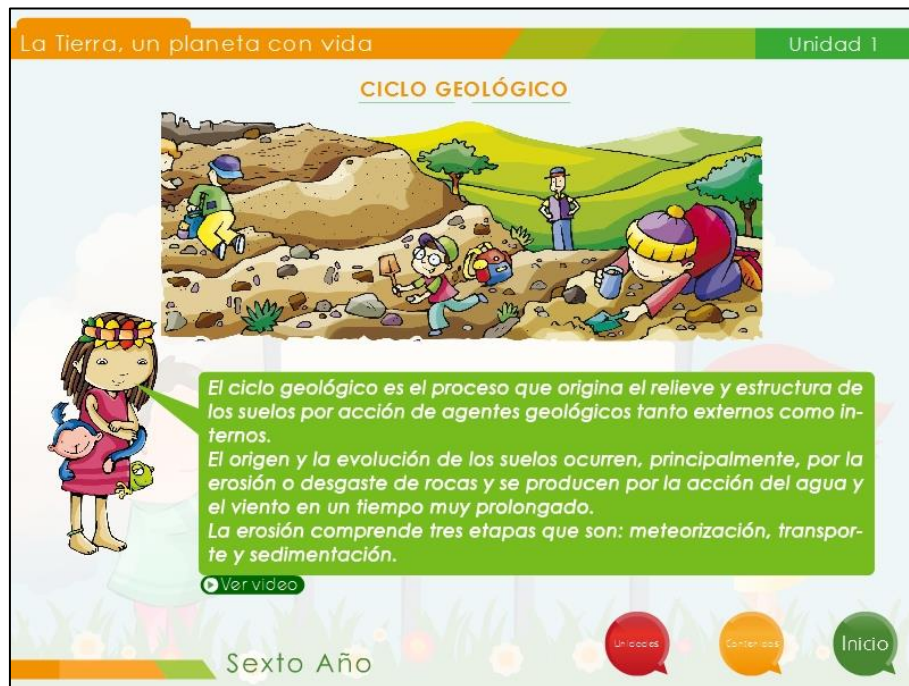 La Tierra, un planeta con vida
Unidad 1
CICLO GEOLÓGICO
El ciclo geológico es el proceso que origina el relieve y estructura de
los suelos por acción de agentes geológicos tanto externos como in-
ternos.
El origen y la evolución de los suelos ocurren, principalmente, por la
erosión o desgaste de rocas y se producen por la acción del agua y
el viento en un tiempo muy prolongado.
La erosión comprende tres etapas que son: meteorización, transpor-
te y sedimentación.
Ver video
Sexto Año
Unidades
Contenidos
Inicio